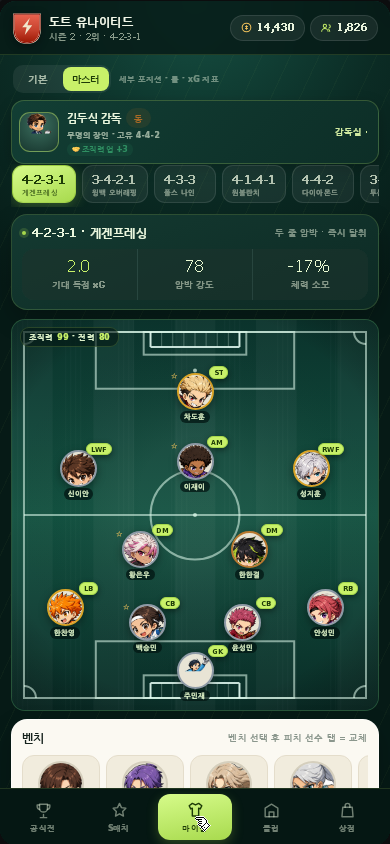 도트 유나이티드
시즌 2 · 2위 · 4-2-3-1
14,430
1,826
기본
마스터
세부 포지션 · 롤 · xG 지표
김두식 감독
동
무명의 장인 · 고유 4-4-2
조직력 업 +3
감독실 ·
4-2-3-1
게겐프레싱
3-4-2-1
윙백 오버래핑
4-3-3
폴스 나인
4-1-4-1
원볼란치
4-4-2
다이아몬드
4-2-3-1 · 게겐프레싱
두 줄 압박 · 즉시 탈취
2.0
기대 득점 xG
78
압박 강도
-17%
체력 소모
조직력 99 · 전력 80
ST
차도훈
LWF
신이안
AM
이재이
RWF
성지훈
DM
황은우
DM
한한결
LB
한찬영
CB
백승민
CB
윤성민
RB
안성민
GK
주민재
벤치
벤치 선택 후 피치 선수 탭 = 교체
공식전
S매치
클럽
상점